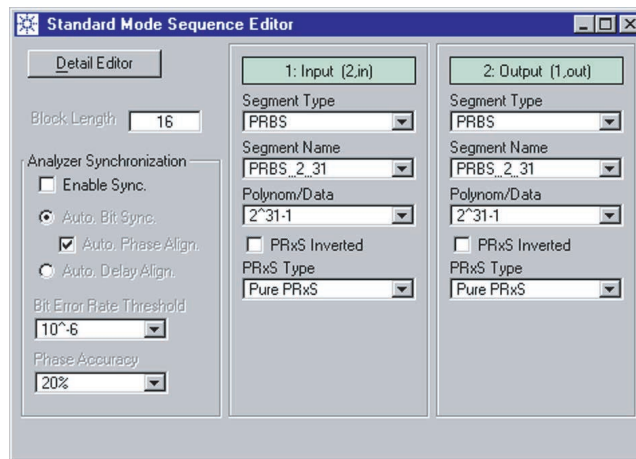 Standard Mode Sequence Editor
Detail Editor
Block Length 16
Analyzer Synchronization
Enable Sync.
Auto. Bit Sync.
Auto. Phase Align.
Auto. Delay Align.
Bit Error Rate Threshold
10^-6
Phase Accuracy
20%
1: Input (2,in)
Segment Type
PRBS
Segment Name
PRBS_2_31
Polynom/Data
2^31-1
PRxS Inverted
PRxS Type
Pure PRxS
2: Output (1,out)
Segment Type
PRBS
Segment Name
PRBS_2_31
Polynom/Data
2^31-1
PRxS Inverted
PRxS Type
Pure PRxS